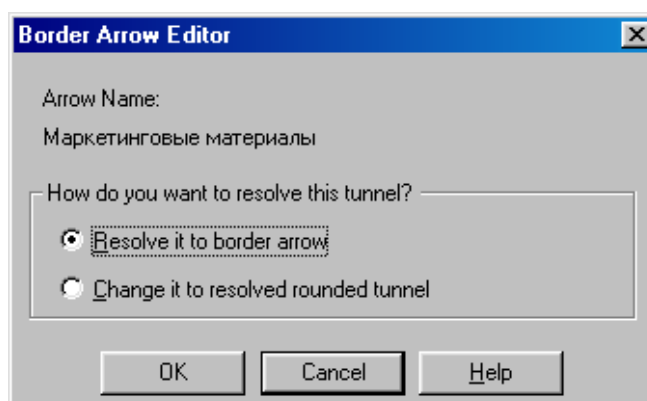 Border Arrow Editor
Arrow Name:
Маркетинговые материалы
How do you want to resolve this tunnel?
Resolve it to border arrow
Change it to resolved rounded tunnel
OK Cancel Help